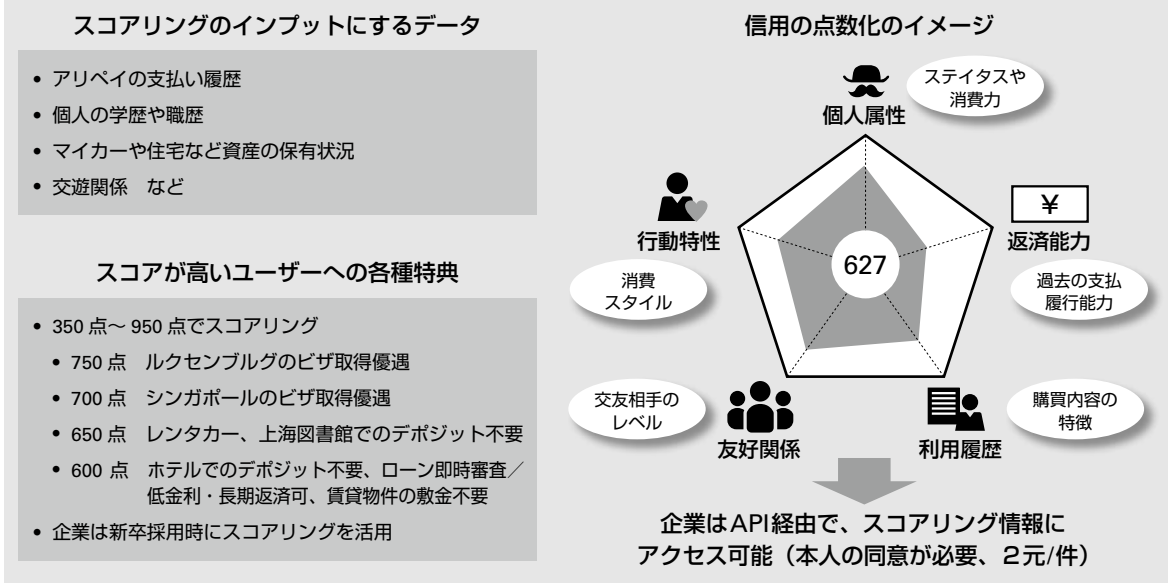 スコアリングのインプットにするデータ
• アリペイの支払い履歴
• 個人の学歴や職歴
• マイカーや住宅など資産の保有状況
• 交遊関係　など
スコアが高いユーザーへの各種特典
• 350 点〜 950 点でスコアリング
• 750 点　ルクセンブルグのビザ取得優遇
• 700 点　シンガポールのビザ取得優遇
• 650 点　レンタカー、上海図書館でのデポジット不要
• 600 点　ホテルでのデポジット不要、ローン即時審査／
低金利・長期返済可、賃貸物件の敷金不要
• 企業は新卒採用時にスコアリングを活用
信用の点数化のイメージ
ステイタスや
消費力
個人属性
¥
行動特性
返済能力
627
消費
スタイル
過去の支払
履行能力
交友相手の
レベル
購買内容の
特徴
友好関係
利用履歴
企業はAPI経由で、スコアリング情報に
アクセス可能（本人の同意が必要、２元/件）